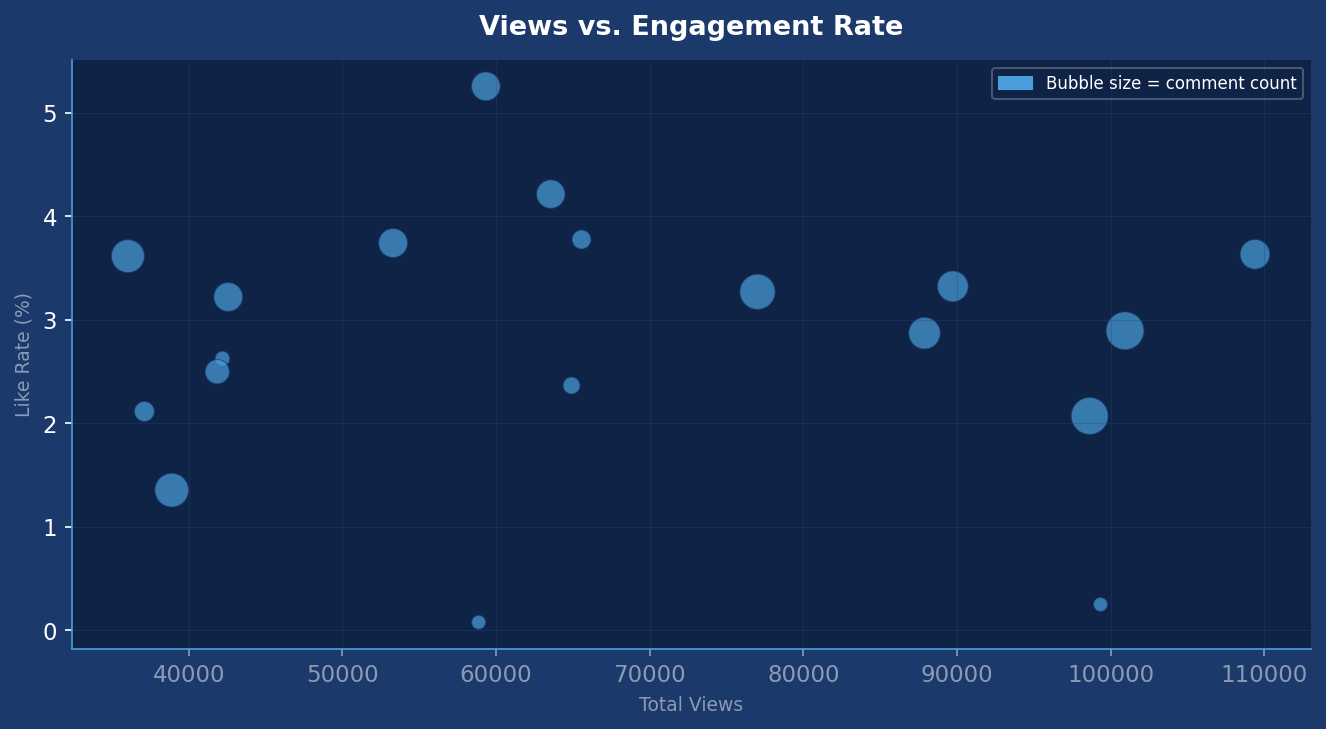 Views vs. Engagement Rate
Bubble size = comment count
Like Rate (%)
5
4
3
2
1
0
40000 50000 60000 70000 80000 90000 100000 110000
Total Views